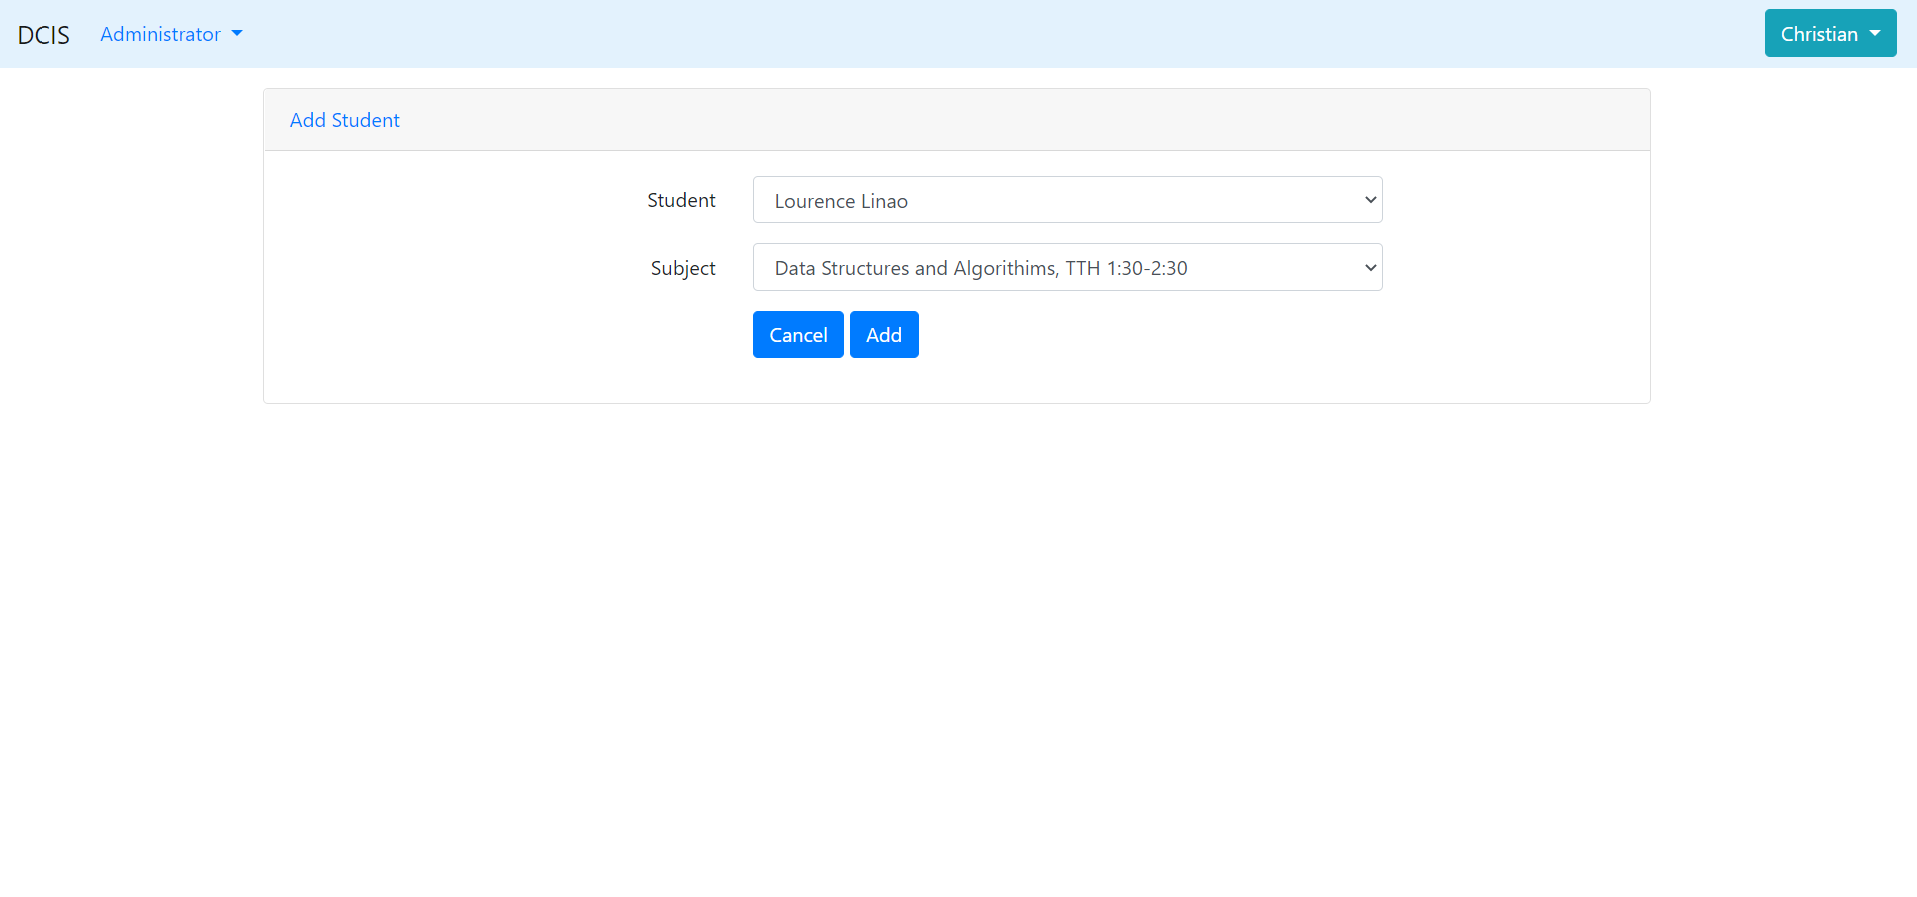 DCIS Administrator Christian
Add Student
Student Lourence Linao
Subject Data Structures and Algorithims, TTH 1:30-2:30
Cancel Add